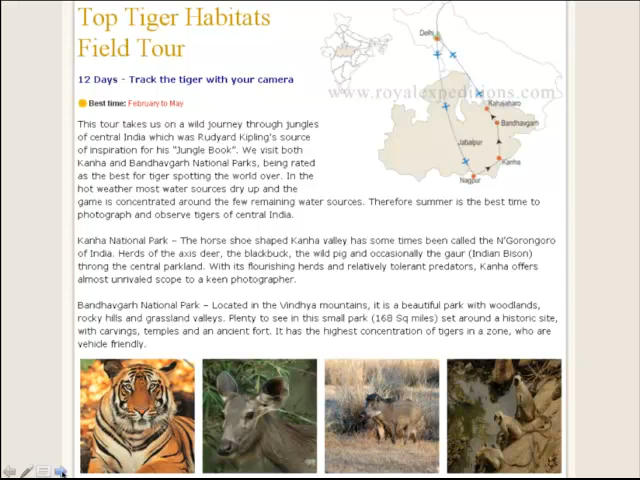 Top Tiger Habitats
Field Tour
12 Days - Track the tiger with your camera
Best time: February to May
This tour takes us on a wild journey through jungles
of central India which was Rudyard Kipling's source
of inspiration for his "Jungle Book". We visit both
Kanha and Bandhavgarh National Parks, being rated
as the best for tiger spotting the world over. In the
hot weather most water sources dry up and the
game is concentrated around the few remaining water sources. Therefore summer is the best time to
photograph and observe tigers of central India.
Delhi
www.royalexpeditions.com
Kahajaraho
Bandhavgarh
Jabalpur
Kanha
Nagpur
Kanha National Park – The horse shoe shaped Kanha valley has some times been called the N'Gorongoro
of India. Herds of the axis deer, the blackbuck, the wild pig and occasionally the gaur (Indian Bison)
throng the central parkland. With its flourishing herds and relatively tolerant predators, Kanha offers
almost unrivaled scope to a keen photographer.
Bandhavgarh National Park – Located in the Vindhya mountains, it is a beautiful park with woodlands,
rocky hills and grassland valleys. Plenty to see in this small park (168 Sq miles) set around a historic site,
with carvings, temples and an ancient fort. It has the highest concentration of tigers in a zone, who are
vehicle friendly.